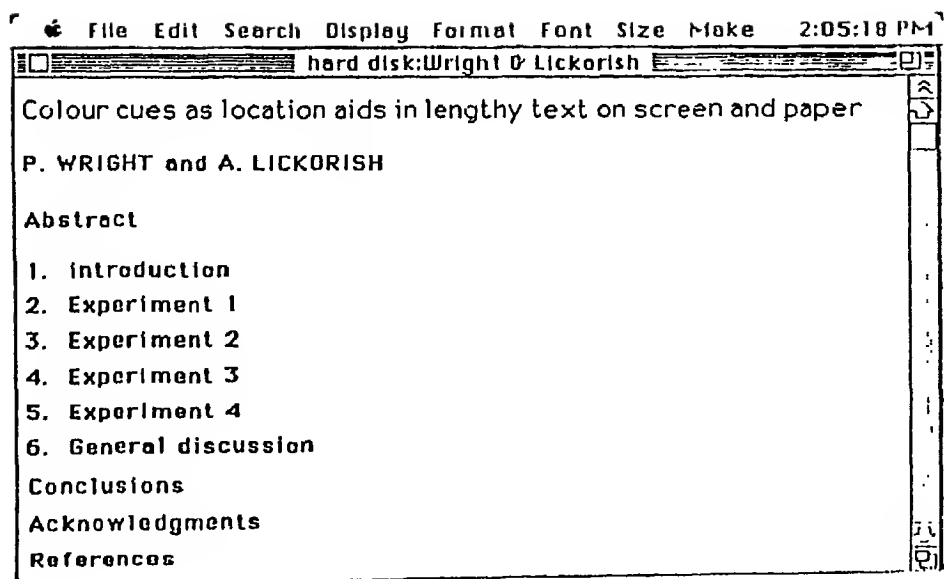 File Edit Search Display Format Font Size Make 2:05:18 PM
hard disk:Wright & Lickorish
Colour cues as location aids in lengthy text on screen and paper
P. WRIGHT and A. LICKORISH
Abstract
1. Introduction
2. Experiment 1
3. Experiment 2
4. Experiment 3
5. Experiment 4
6. General discussion
Conclusions
Acknowledgments
References